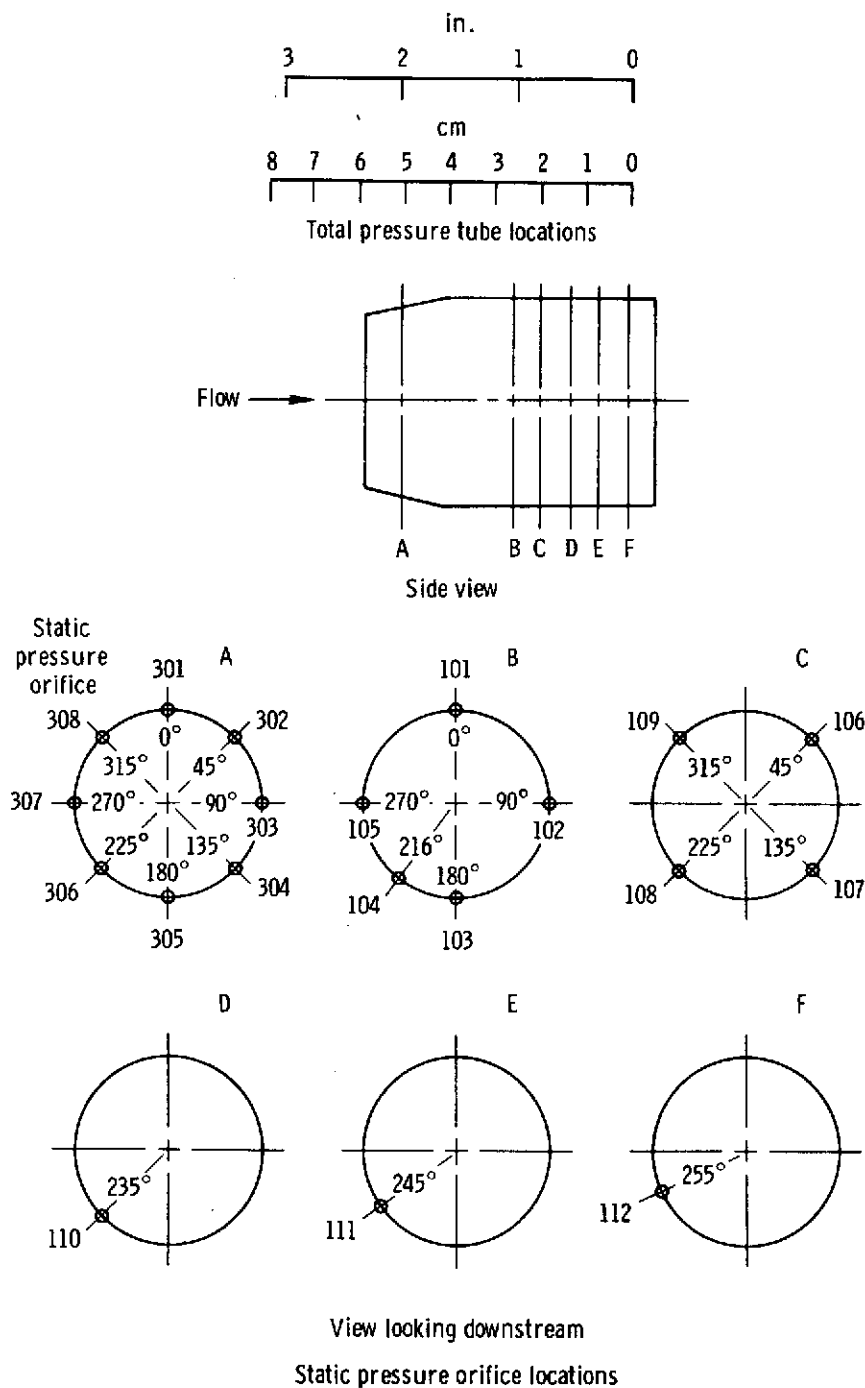 in.
3 2 1 0
cm
8 7 6 5 4 3 2 1 0
Total pressure tube locations
Flow
A B C D E F
Side view
Static
pressure
orifice
A
301
308 302
0°
315° 45°
307 270° 90° 303
225° 135°
180°
306 304
305
B
101
0°
270° 90°
105 102
216°
180°
104
103
C
109 106
315° 45°
225° 135°
108 107
D
235°
110
E
245°
111
F
255°
112
View looking downstream
Static pressure orifice locations